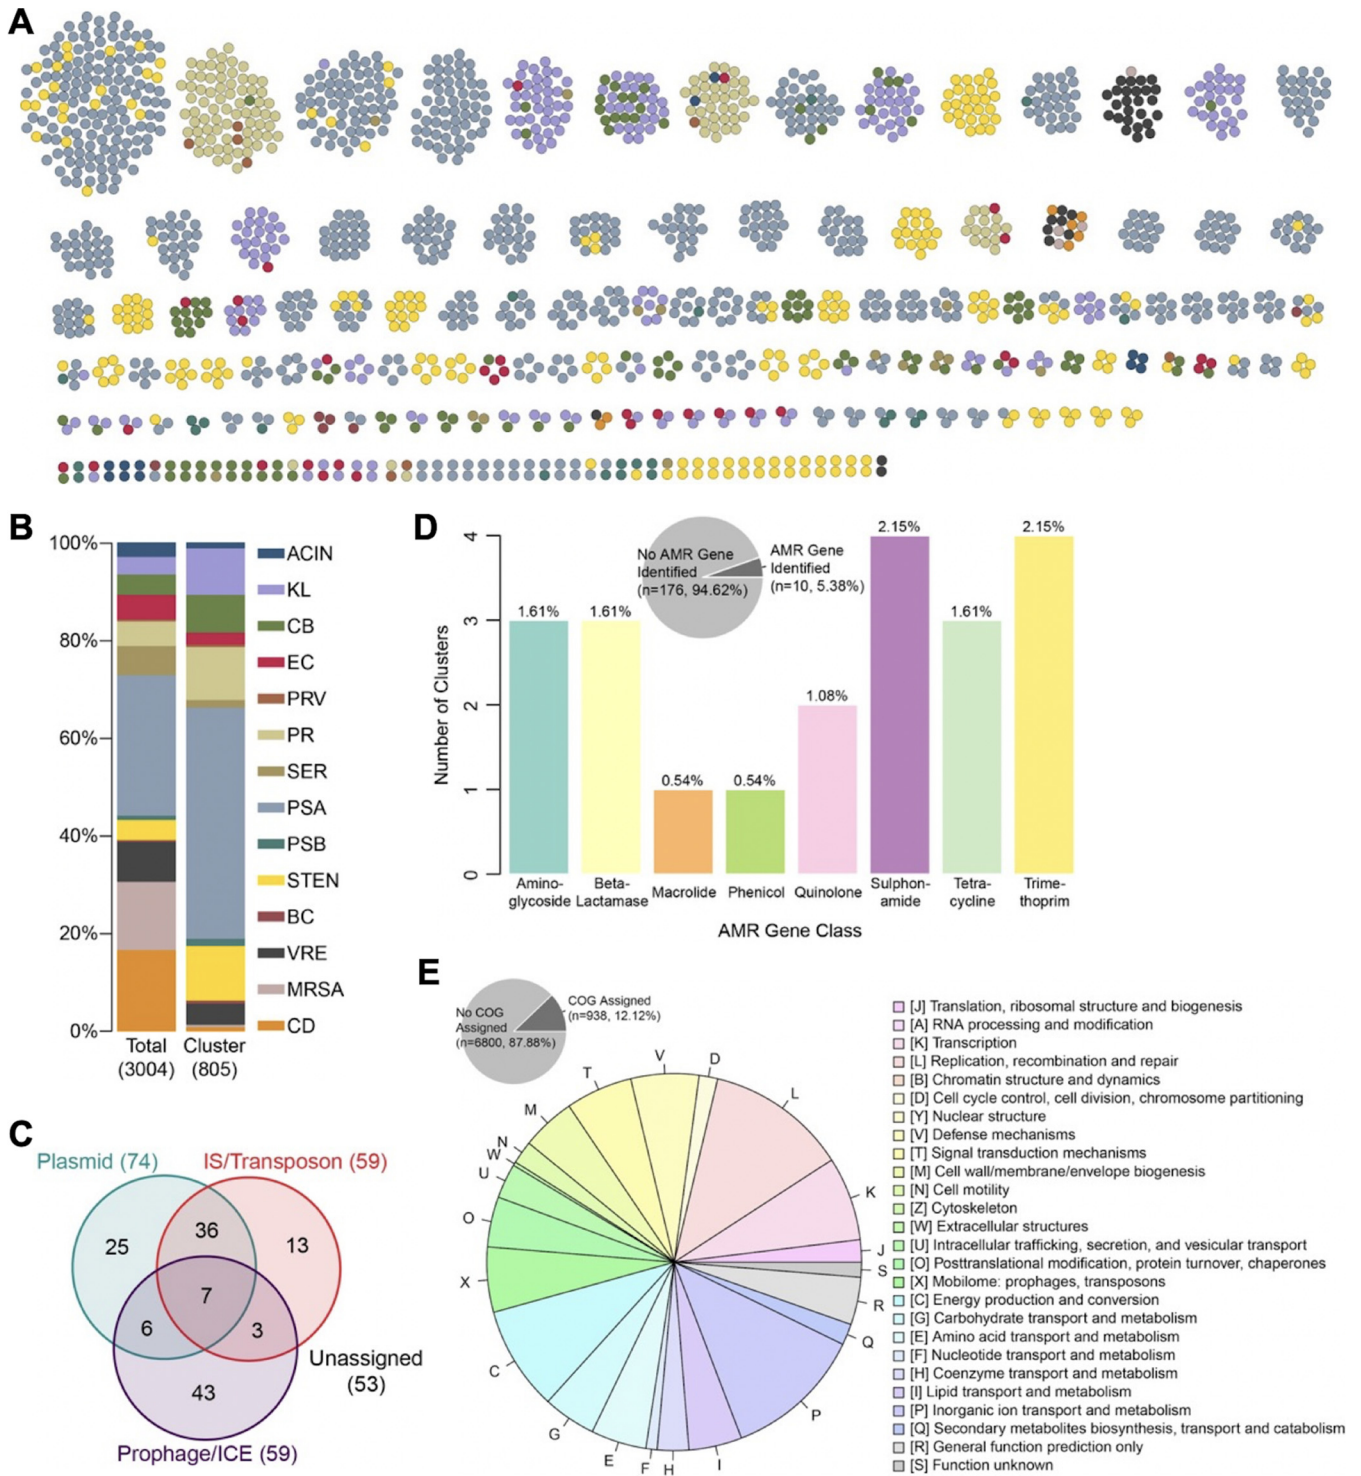 A
B
100%
80%
60%
40%
20%
0%
Total
(3004)
Cluster
(805)
ACIN
KL
CB
EC
PRV
PR
SER
PSA
PSB
STEN
BC
VRE
MRSA
CD
C
Plasmid (74)
IS/Transposon (59)
25
36
13
7
6
3
43
Unassigned
(53)
Prophage/ICE (59)
D
Number of Clusters
4
3
2
1
0
No AMR Gene
Identified
(n=176, 94.62%)
AMR Gene
Identified
(n=10, 5.38%)
1.61%
1.61%
0.54%
0.54%
1.08%
2.15%
1.61%
2.15%
Amino-
glycoside
Beta-
Lactamase
Macrolide
Phenicol
Quinolone
Sulphon-
amide
Tetra-
cycline
Trime-
thoprim
AMR Gene Class
E
No COG
Assigned
(n=6800, 87.88%)
COG Assigned
(n=938, 12.12%)
V
D
L
K
J
S
R
Q
P
I
H
F
E
G
C
X
O
U
W
N
M
T
[J] Translation, ribosomal structure and biogenesis
[A] RNA processing and modification
[K] Transcription
[L] Replication, recombination and repair
[B] Chromatin structure and dynamics
[D] Cell cycle control, cell division, chromosome partitioning
[Y] Nuclear structure
[V] Defense mechanisms
[T] Signal transduction mechanisms
[M] Cell wall/membrane/envelope biogenesis
[N] Cell motility
[Z] Cytoskeleton
[W] Extracellular structures
[U] Intracellular trafficking, secretion, and vesicular transport
[O] Posttranslational modification, protein turnover, chaperones
[X] Mobilome: prophages, transposons
[C] Energy production and conversion
[G] Carbohydrate transport and metabolism
[E] Amino acid transport and metabolism
[F] Nucleotide transport and metabolism
[H] Coenzyme transport and metabolism
[I] Lipid transport and metabolism
[P] Inorganic ion transport and metabolism
[Q] Secondary metabolites biosynthesis, transport and catabolism
[R] General function prediction only
[S] Function unknown